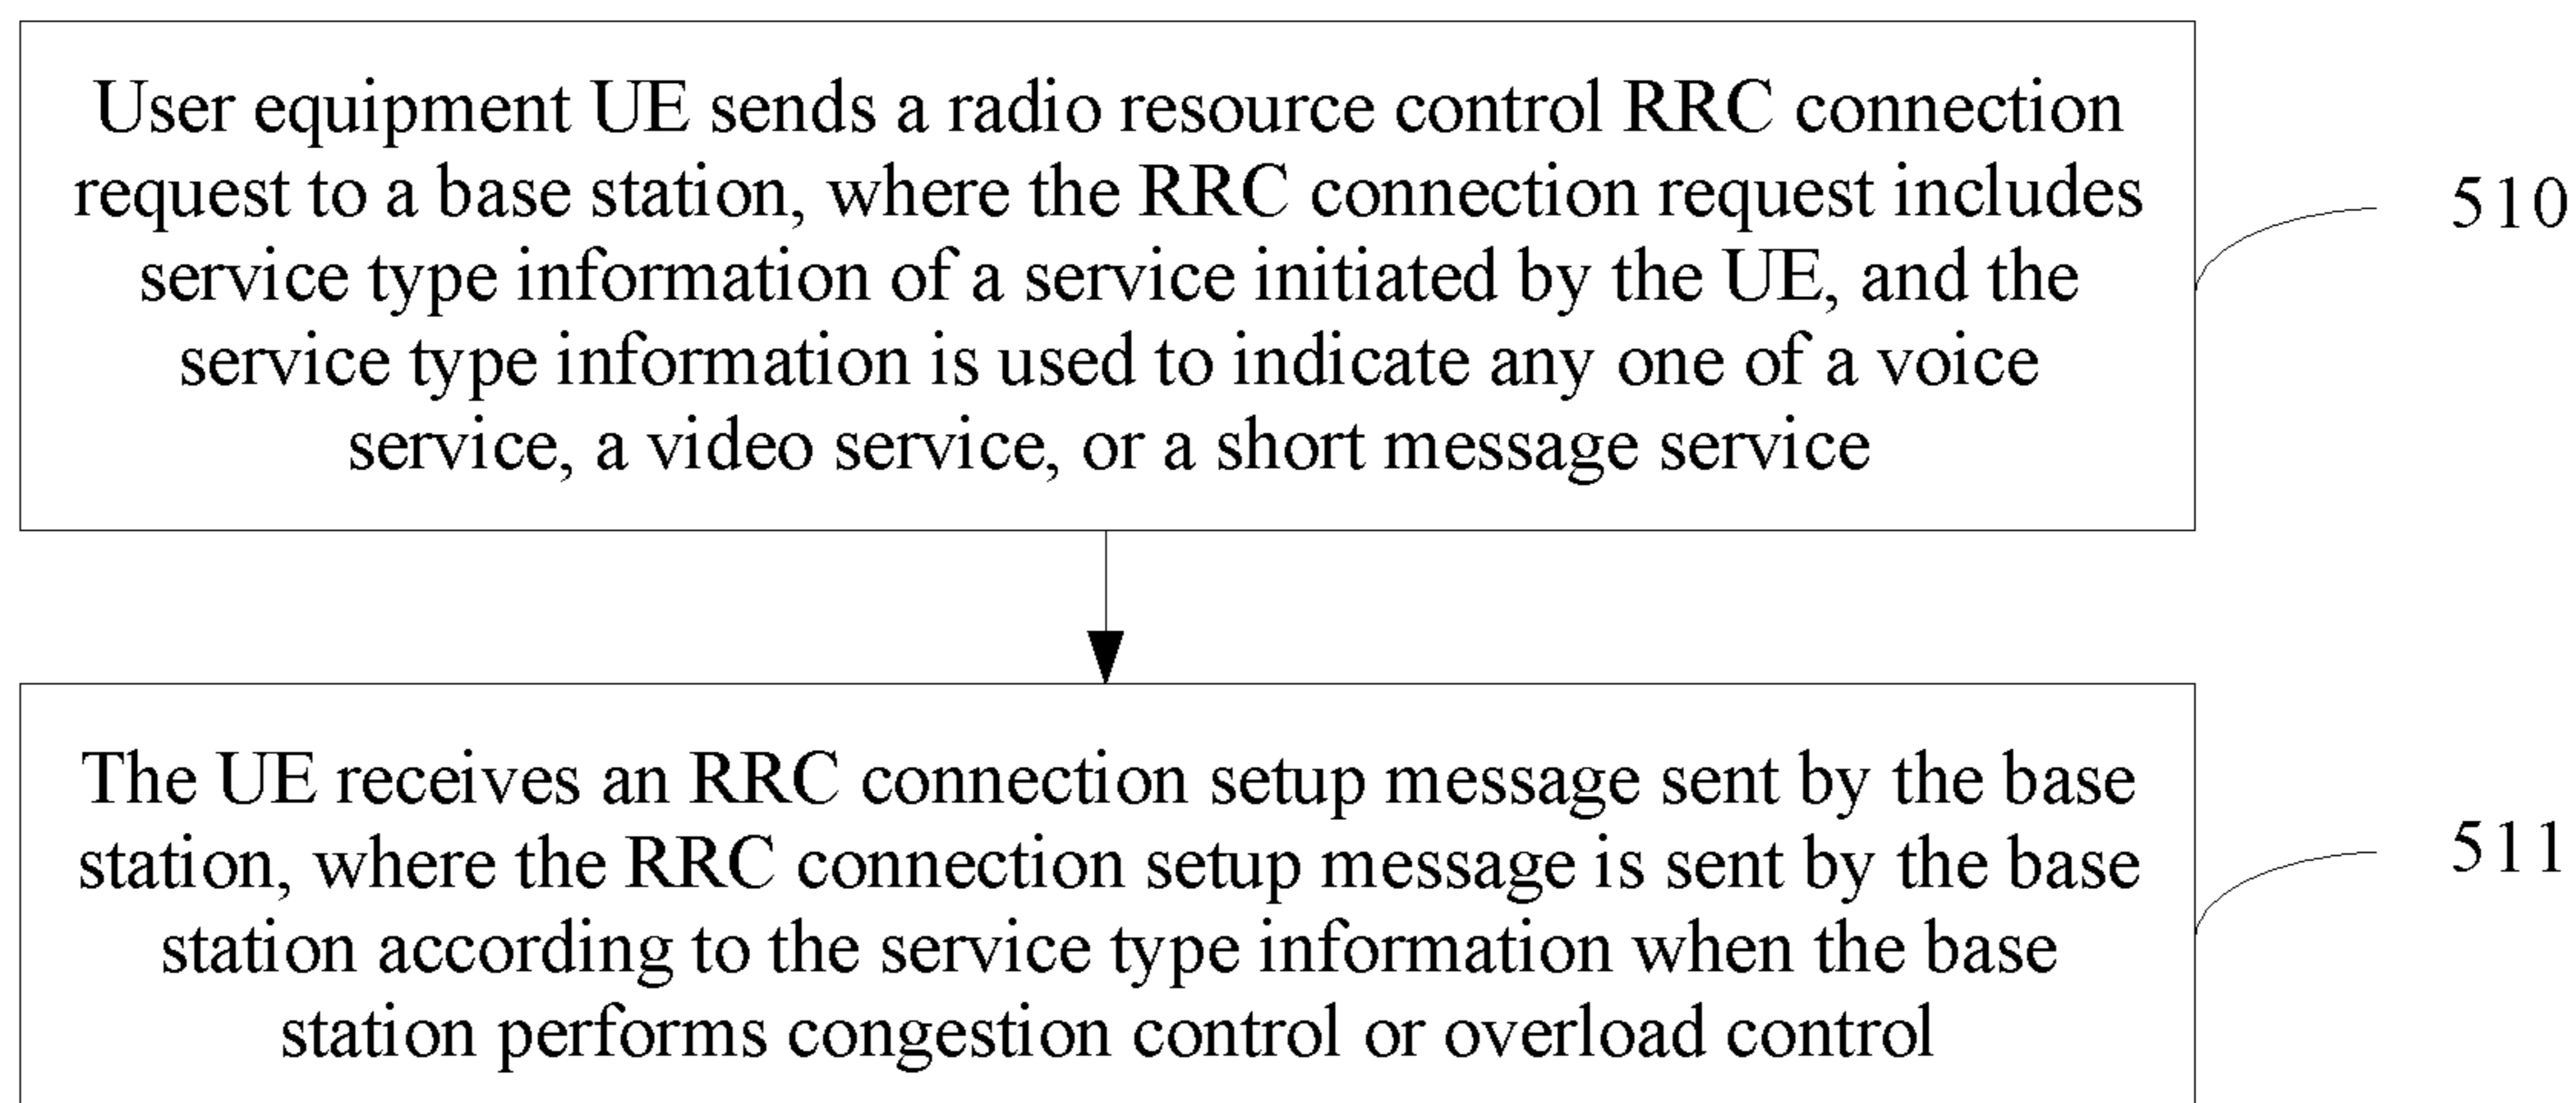 User equipment UE sends a radio resource control RRC connection
request to a base station, where the RRC connection request includes
service type information of a service initiated by the UE, and the
service type information is used to indicate any one of a voice
service, a video service, or a short message service
510
The UE receives an RRC connection setup message sent by the base
station, where the RRC connection setup message is sent by the base
station according to the service type information when the base
station performs congestion control or overload control
511